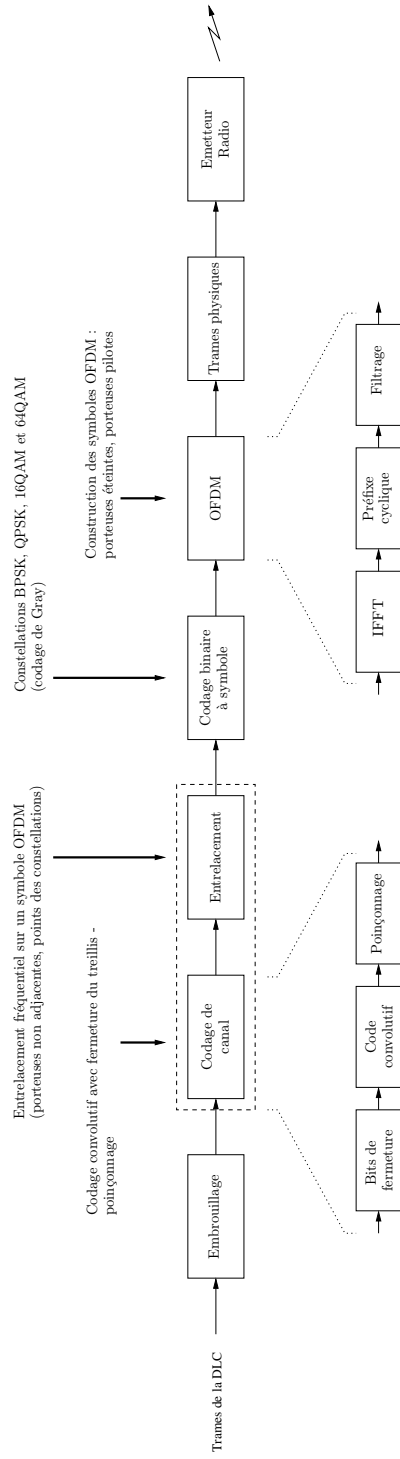 Entrelacement fréquentiel sur un symbole OFDM
(porteuses non adjacentes, points des constellations)
Constellations BPSK, QPSK, 16QAM et 64QAM
(codage de Gray)
Codage convolutif avec fermeture du treillis -
poinçonnage
Construction des symboles OFDM :
porteuses éteintes, porteuses pilotes
Trames de la DLC
Embrouillage
Codage de
canal
Entrelacement
Codage binaire
à symbole
OFDM
Trames physiques
Emetteur
Radio
Bits de
fermeture
Code
convolutif
Poinçonnage
IFFT
Préfixe
cyclique
Filtrage